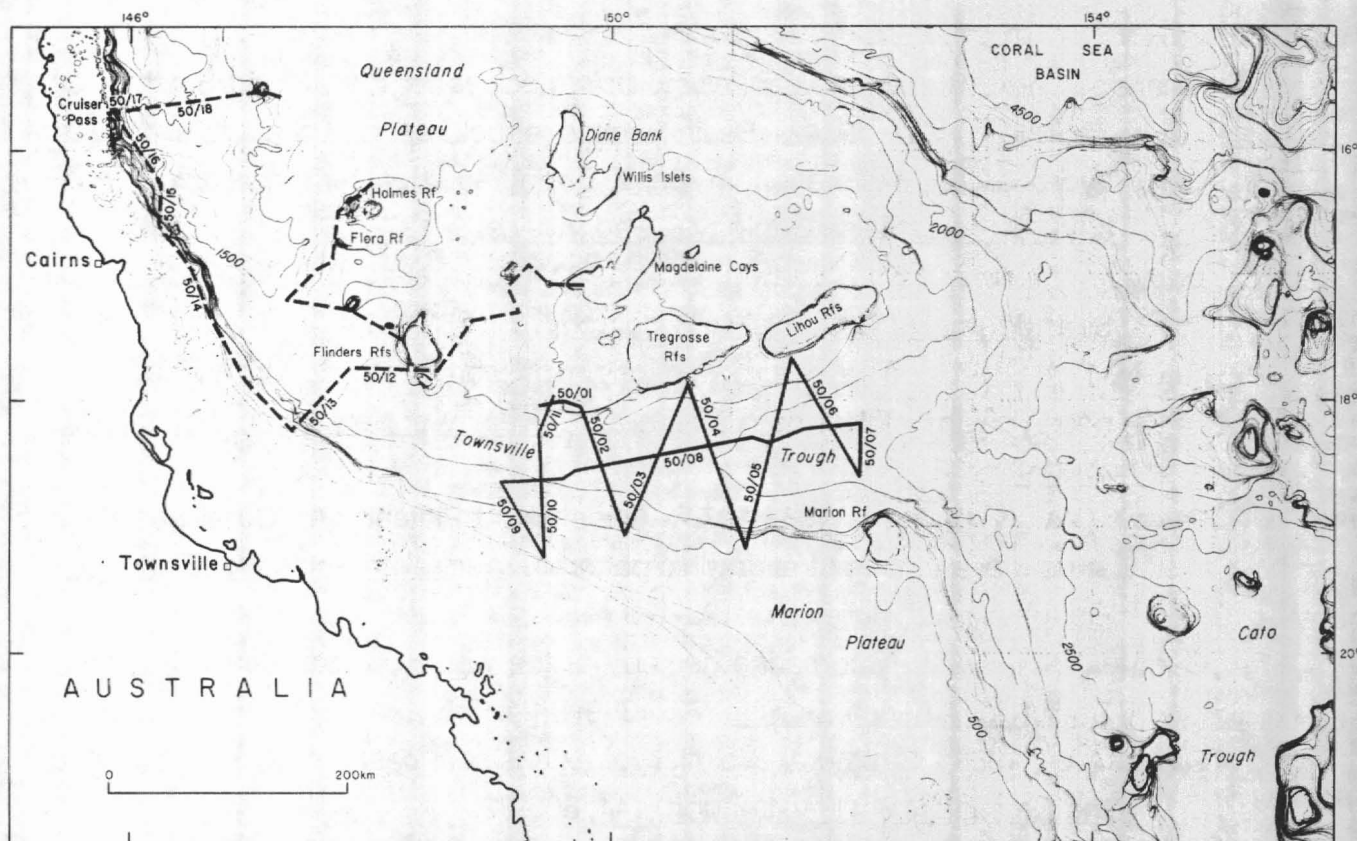 146°
150°
154°
CORAL SEA
BASIN
Queensland
Plateau
50/17
Cruiser
Pass
50/18
4500
Diane Bank
50/16
16°
Willis Islets
Holmes Rf.
50/15
Flera Rf
2000
Cairns
1500
Magdelaine Cays
50/14
Lihou Rfs
Tregrosse
Rfs
Flinders Rfs
50/12
50/01
50/06
18°
50/13
50/11
50/02
50/04
50/07
Townsville
50/08
Trough
50/03
50/05
50/09
50/10
Marion Rf
Townsville
Marion
Plateau
Cato
20°
2500
AUSTRALIA
500
0
200km
Trough